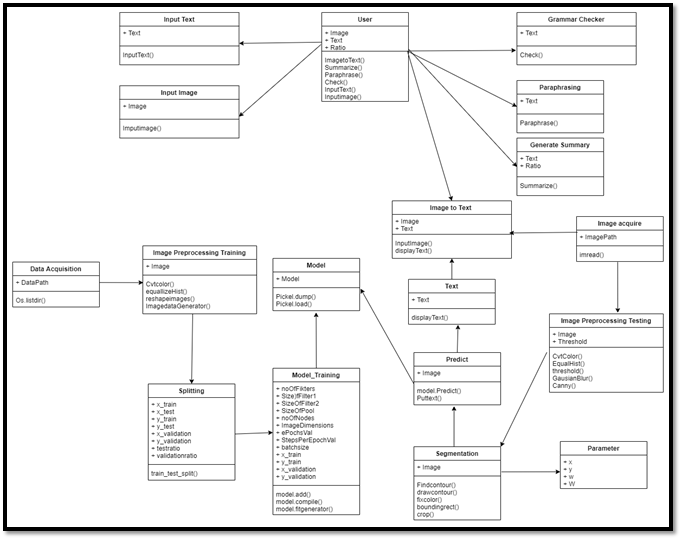 Input Text
+ Text
InputText()
User
+ Image
+ Text
+ Ratio
ImagetoText()
Summarize()
Paraphrase()
Check()
InputText()
Inputimage()
Grammar Checker
+ Text
Check()
Input Image
+ Image
Imputimage()
Paraphrasing
+ Text
Paraphrase()
Generate Summary
+ Text
+ Ratio
Summarize()
Image to Text
+ Image
+ Text
InputImage()
displayText()
Image acquire
+ ImagePath
imread()
Data Acquisition
+ DataPath
Os.listdir()
Image Preprocessing Training
+ Image
Cvtcolor()
equallizeHist()
reshapeimages()
ImagedataGenerator()
Model
+ Model
Pickel.dump()
Pickel.load()
Text
+ Text
displayText()
Image Preprocessing Testing
+ Image
+ Threshold
CvtColor()
EqualHist()
threshold()
GausianBlur()
Canny()
Predict
+ Image
model.Predict()
Puttext()
Splitting
+ x_train
+ x_test
+ y_train
+ y_test
+ x_validation
+ y_validation
+ testratio
+ validationratio
train_test_split()
Model_Training
+ noOfFikters
+ Size)fFilter1
+ SizeOfFilter2
+ SizeOfPool
+ noOfNodes
+ ImageDimensions
+ ePochsVal
+ StepsPerEpochVal
+ batchsize
+ x_train
+ y_train
+ x_validation
+ y_validation
model.add()
model.compile()
model.fitgenerator()
Segmentation
+ Image
Findcontour()
drawcontour()
fixcolor()
boundingrect()
crop()
Parameter
+ x
+ y
+ w
+ W